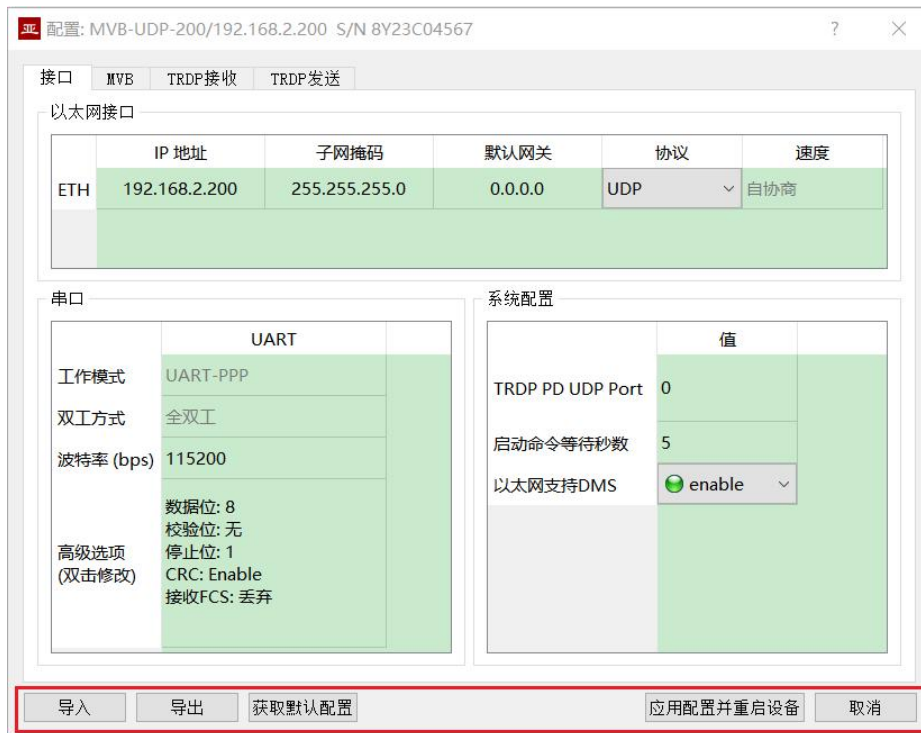 亚 配置: MVB-UDP-200/192.168.2.200 S/N 8Y23C04567 ?
接口 MVB TRDP接收 TRDP发送
以太网接口
IP 地址 子网掩码 默认网关 协议 速度
ETH 192.168.2.200 255.255.255.0 0.0.0.0 UDP 自协商
串口
UART
工作模式 UART-PPP
双工方式 全双工
波特率 (bps) 115200
高级选项
(双击修改)
数据位: 8
校验位: 无
停止位: 1
CRC: Enable
接收FCS: 丢弃
系统配置
值
TRDP PD UDP Port 0
启动命令等待秒数 5
以太网支持DMS enable
导入 导出 获取默认配置 应用配置并重启设备 取消